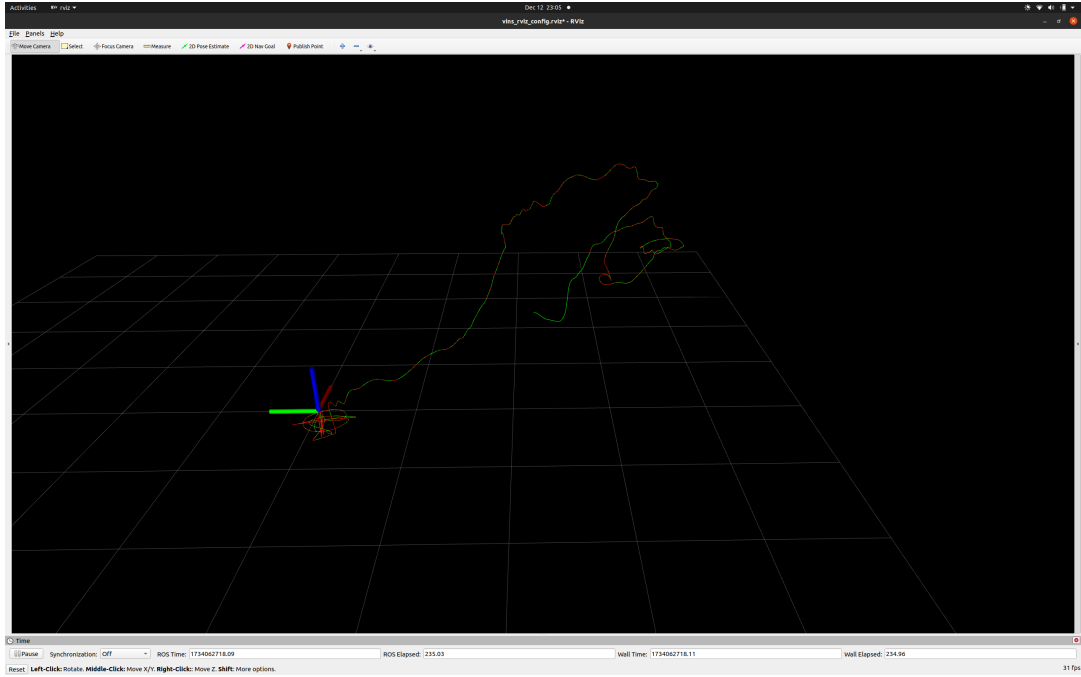 Activities rviz Dec 12 23:05
vins_rviz_config.rviz* - RViz
File Panels Help
Move Camera Select Focus Camera Measure 2D Pose Estimate 2D Nav Goal Publish Point
Time
Pause Synchronization: Off ROS Time: 1734062718.09 ROS Elapsed: 235.03 Wall Time: 1734062718.11 Wall Elapsed: 234.96
Reset Left-Click: Rotate. Middle-Click: Move X/Y. Right-Click: Move Z. Shift: More options. 31 fps